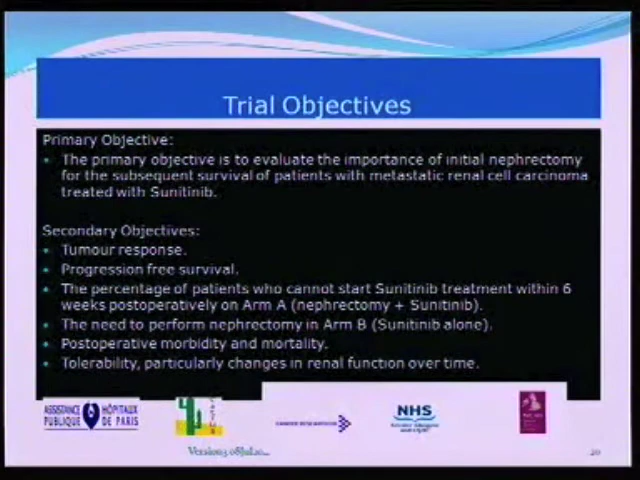 Trial Objectives
Primary Objective:
• The primary objective is to evaluate the importance of initial nephrectomy
for the subsequent survival of patients with metastatic renal cell carcinoma
treated with Sunitinib.
Secondary Objectives:
• Tumour response.
• Progression free survival.
• The percentage of patients who cannot start Sunitinib treatment within 6
weeks postoperatively on Arm A (nephrectomy + Sunitinib).
• The need to perform nephrectomy in Arm B (Sunitinib alone).
• Postoperative morbidity and mortality.
• Tolerability, particularly changes in renal function over time.
ASSISTANCE HÔPITAUX
PUBLIQUE DE PARIS
NHS
20